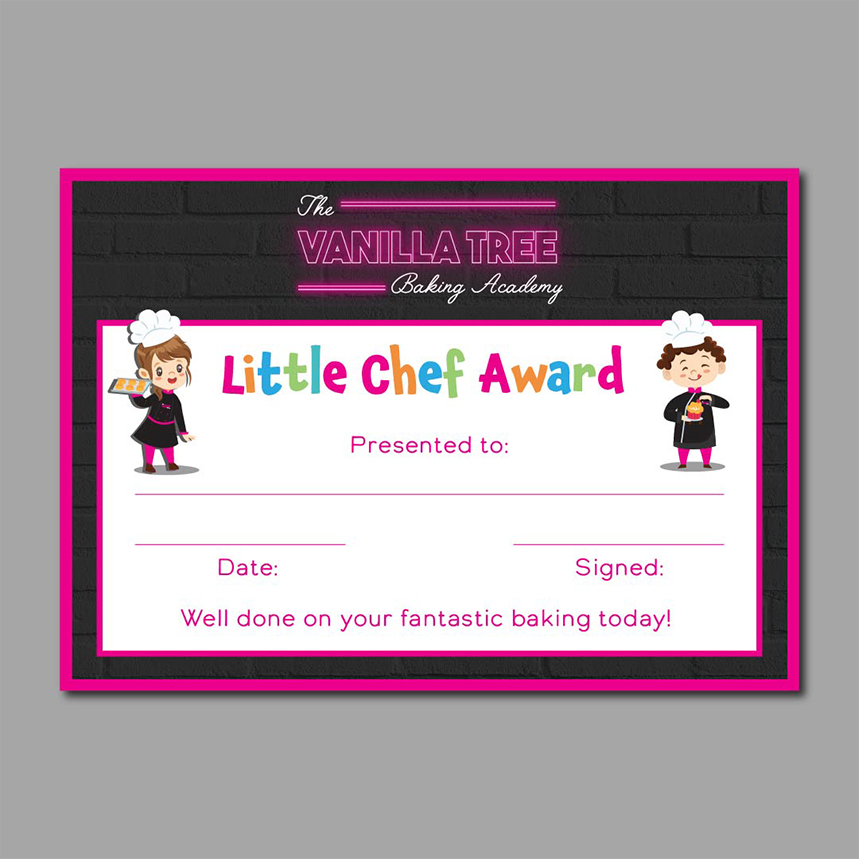 The
VANILLA TREE
Baking Academy
Little Chef Award
Presented to:
Date:
Signed:
Well done on your fantastic baking today!